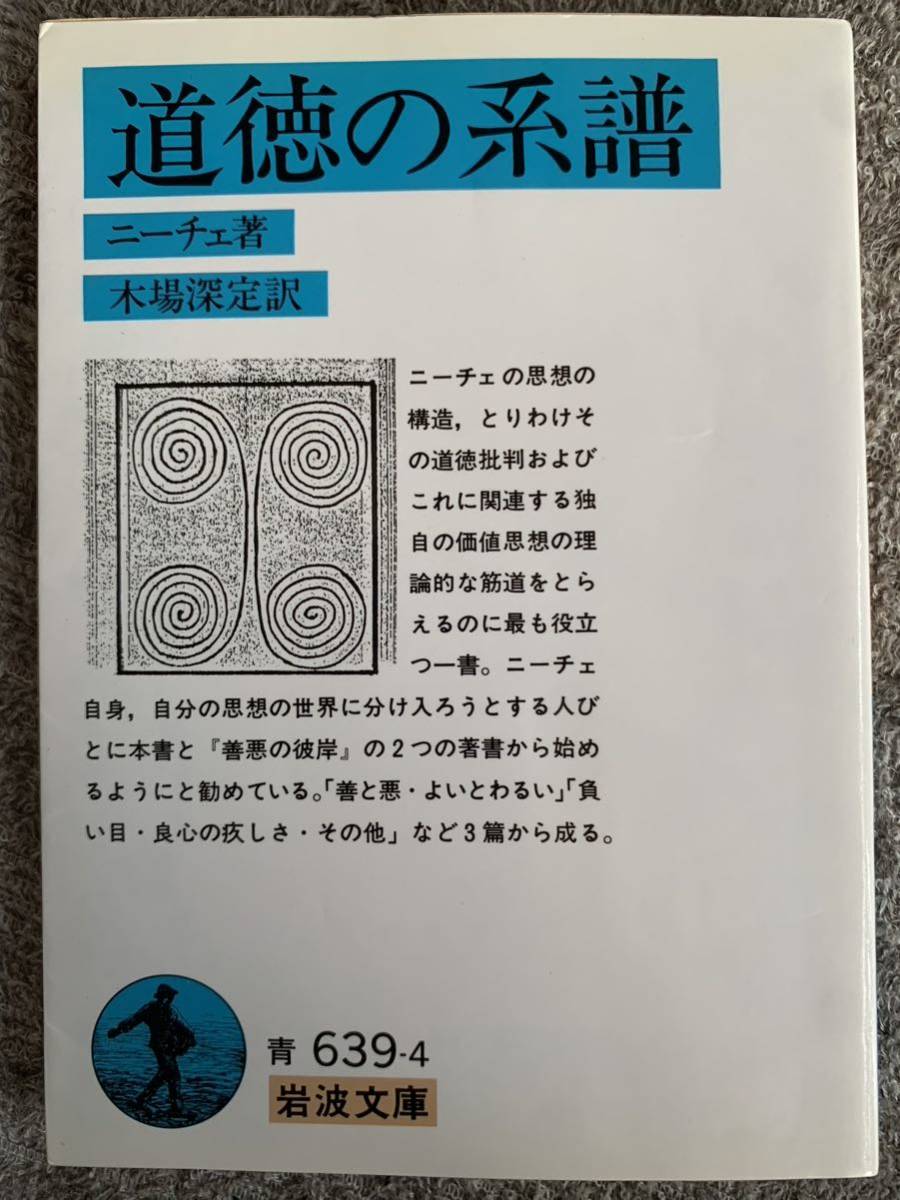 道徳の系譜
ニーチェ著
木場深定訳
ニーチェの思想の
構造，とりわけそ
の道徳批判および
これに関連する独
自の価値思想の理
論的な筋道をとら
えるのに最も役立
つ一書。ニーチェ
自身，自分の思想の世界に分け入ろうとする人び
とに本書と『善悪の彼岸』の2つの著書から始め
るようにと勧めている。「善と悪・よいとわるい」「負
い目・良心の疚しさ・その他」など3篇から成る。
青 639-4
岩波文庫